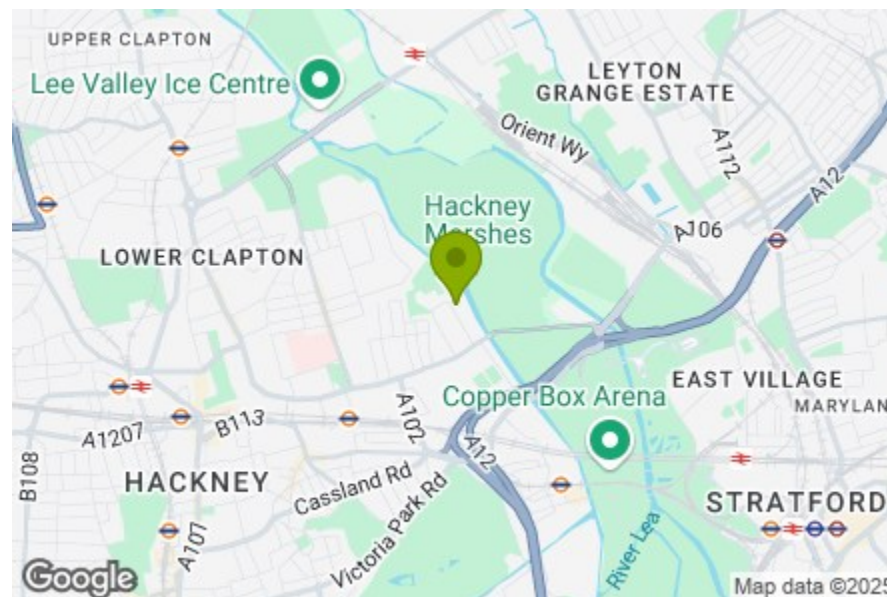 UPPER CLAPTON
Lee Valley Ice Centre
LEYTON
GRANGE ESTATE
Orient Wy
A112
A12
Hackney
Marshes
A106
LOWER CLAPTON
EAST VILLAGE
MARYLAN
Copper Box Arena
A1207
B113
A102
A12
B108
HACKNEY
Cassland Rd
Victoria Park Rd
A107
STRATFORD
River Lea
Google
Map data ©2025